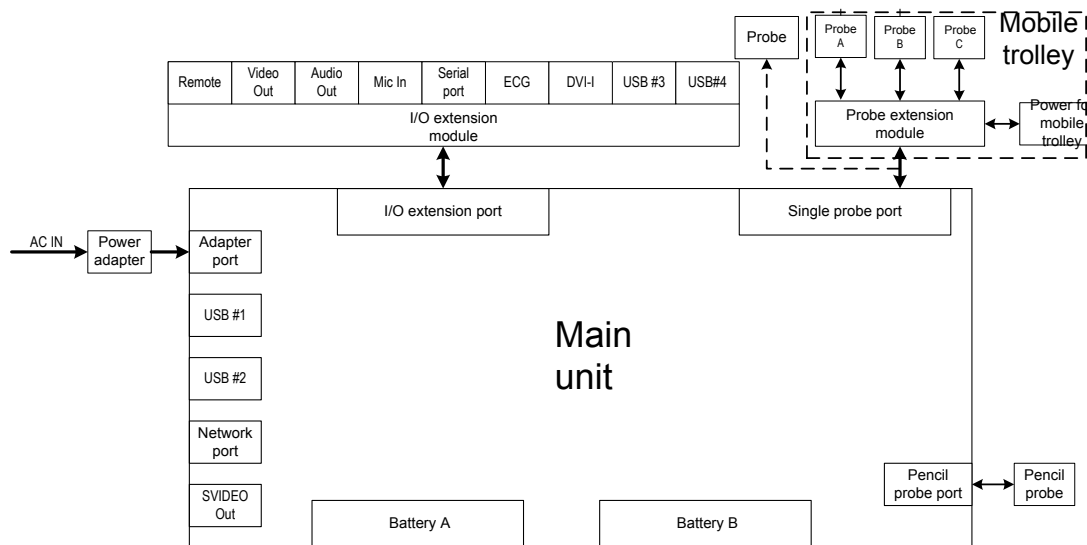 Mobile
trolley
Probe
Probe
A
Probe
B
Probe
C
Remote
Video
Out
Audio
Out
Mic In
Serial
port
ECG
DVI-I
USB #3
USB#4
I/O extension
module
Probe extension
module
Power fo
mobile
trolley
I/O extension port
Single probe port
AC IN
Power
adapter
Adapter
port
USB #1
Main
unit
USB #2
Network
port
Pencil
probe port
Pencil
probe
SVIDEO
Out
Battery A
Battery B